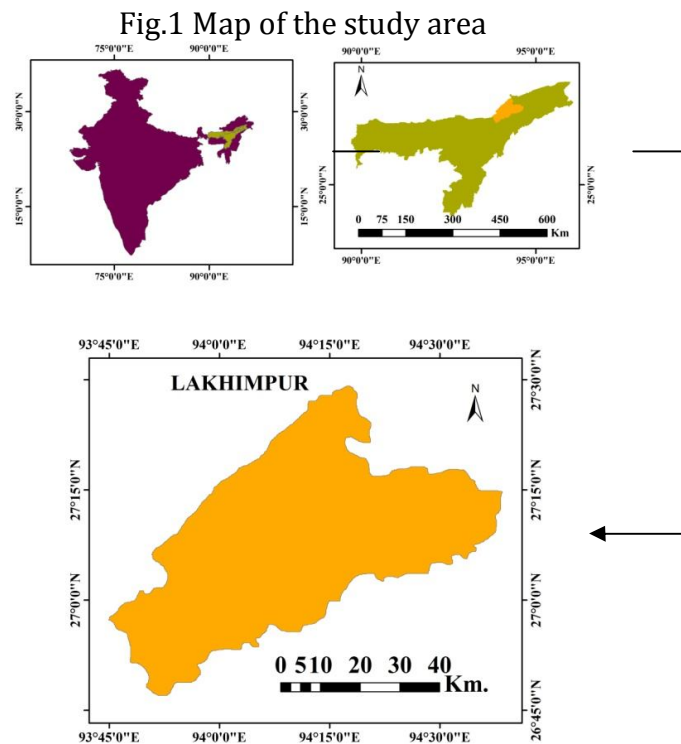 Fig.1 Map of the study area
75°0'0"E 90°0'0"E
30°0'0"N
15°0'0"N
30°0'0"N
15°0'0"N
75°0'0"E 90°0'0"E
90°0'0"E 95°0'0"E
N
25°0'0"N
25°0'0"N
0 75 150 300 450 600
Km
90°0'0"E 95°0'0"E
93°45'0"E 94°0'0"E 94°15'0"E 94°30'0"E
LAKHIMPUR
N
27°30'0"N
27°15'0"N
27°0'0"N
27°30'0"N
27°15'0"N
27°0'0"N
26°45'0"N
0 510 20 30 40
Km.
93°45'0"E 94°0'0"E 94°15'0"E 94°30'0"E